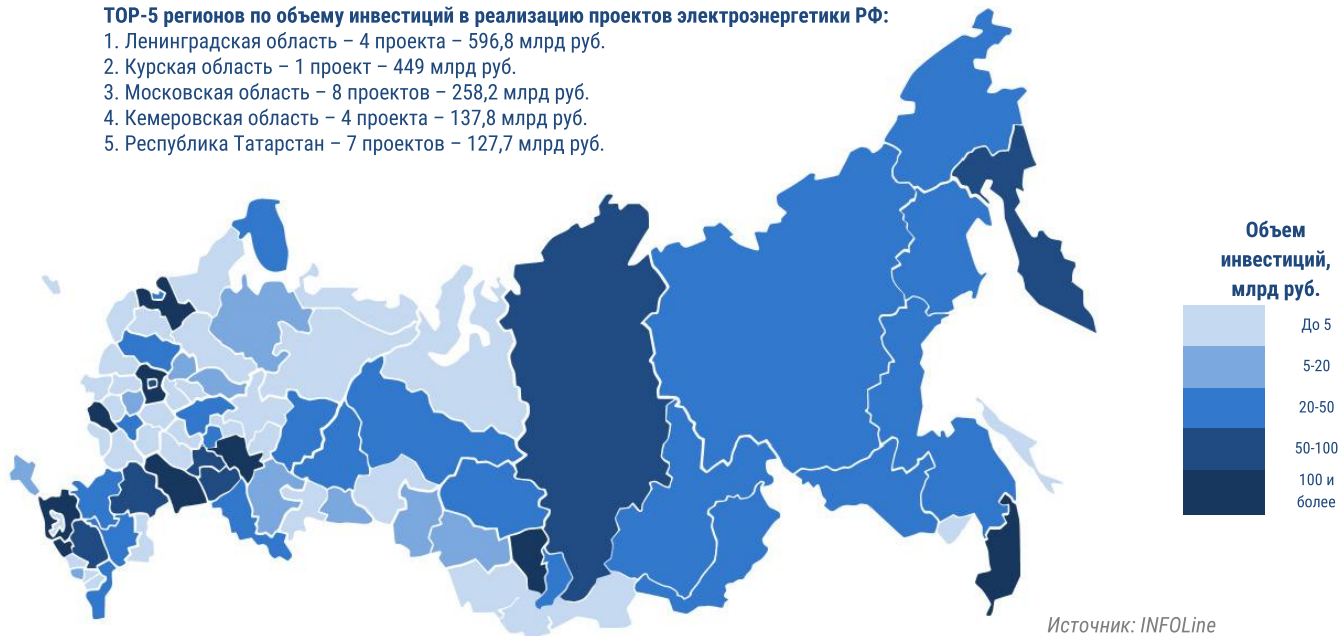 TOP-5 регионов по объему инвестиций в реализацию проектов электроэнергетики РФ:
1. Ленинградская область – 4 проекта – 596,8 млрд руб.
2. Курская область – 1 проект – 449 млрд руб.
3. Московская область – 8 проектов – 258,2 млрд руб.
4. Кемеровская область – 4 проекта – 137,8 млрд руб.
5. Республика Татарстан – 7 проектов – 127,7 млрд руб.
Объем
инвестиций,
млрд руб.
До 5
5-20
20-50
50-100
100 и
более
Источник: INFOLine